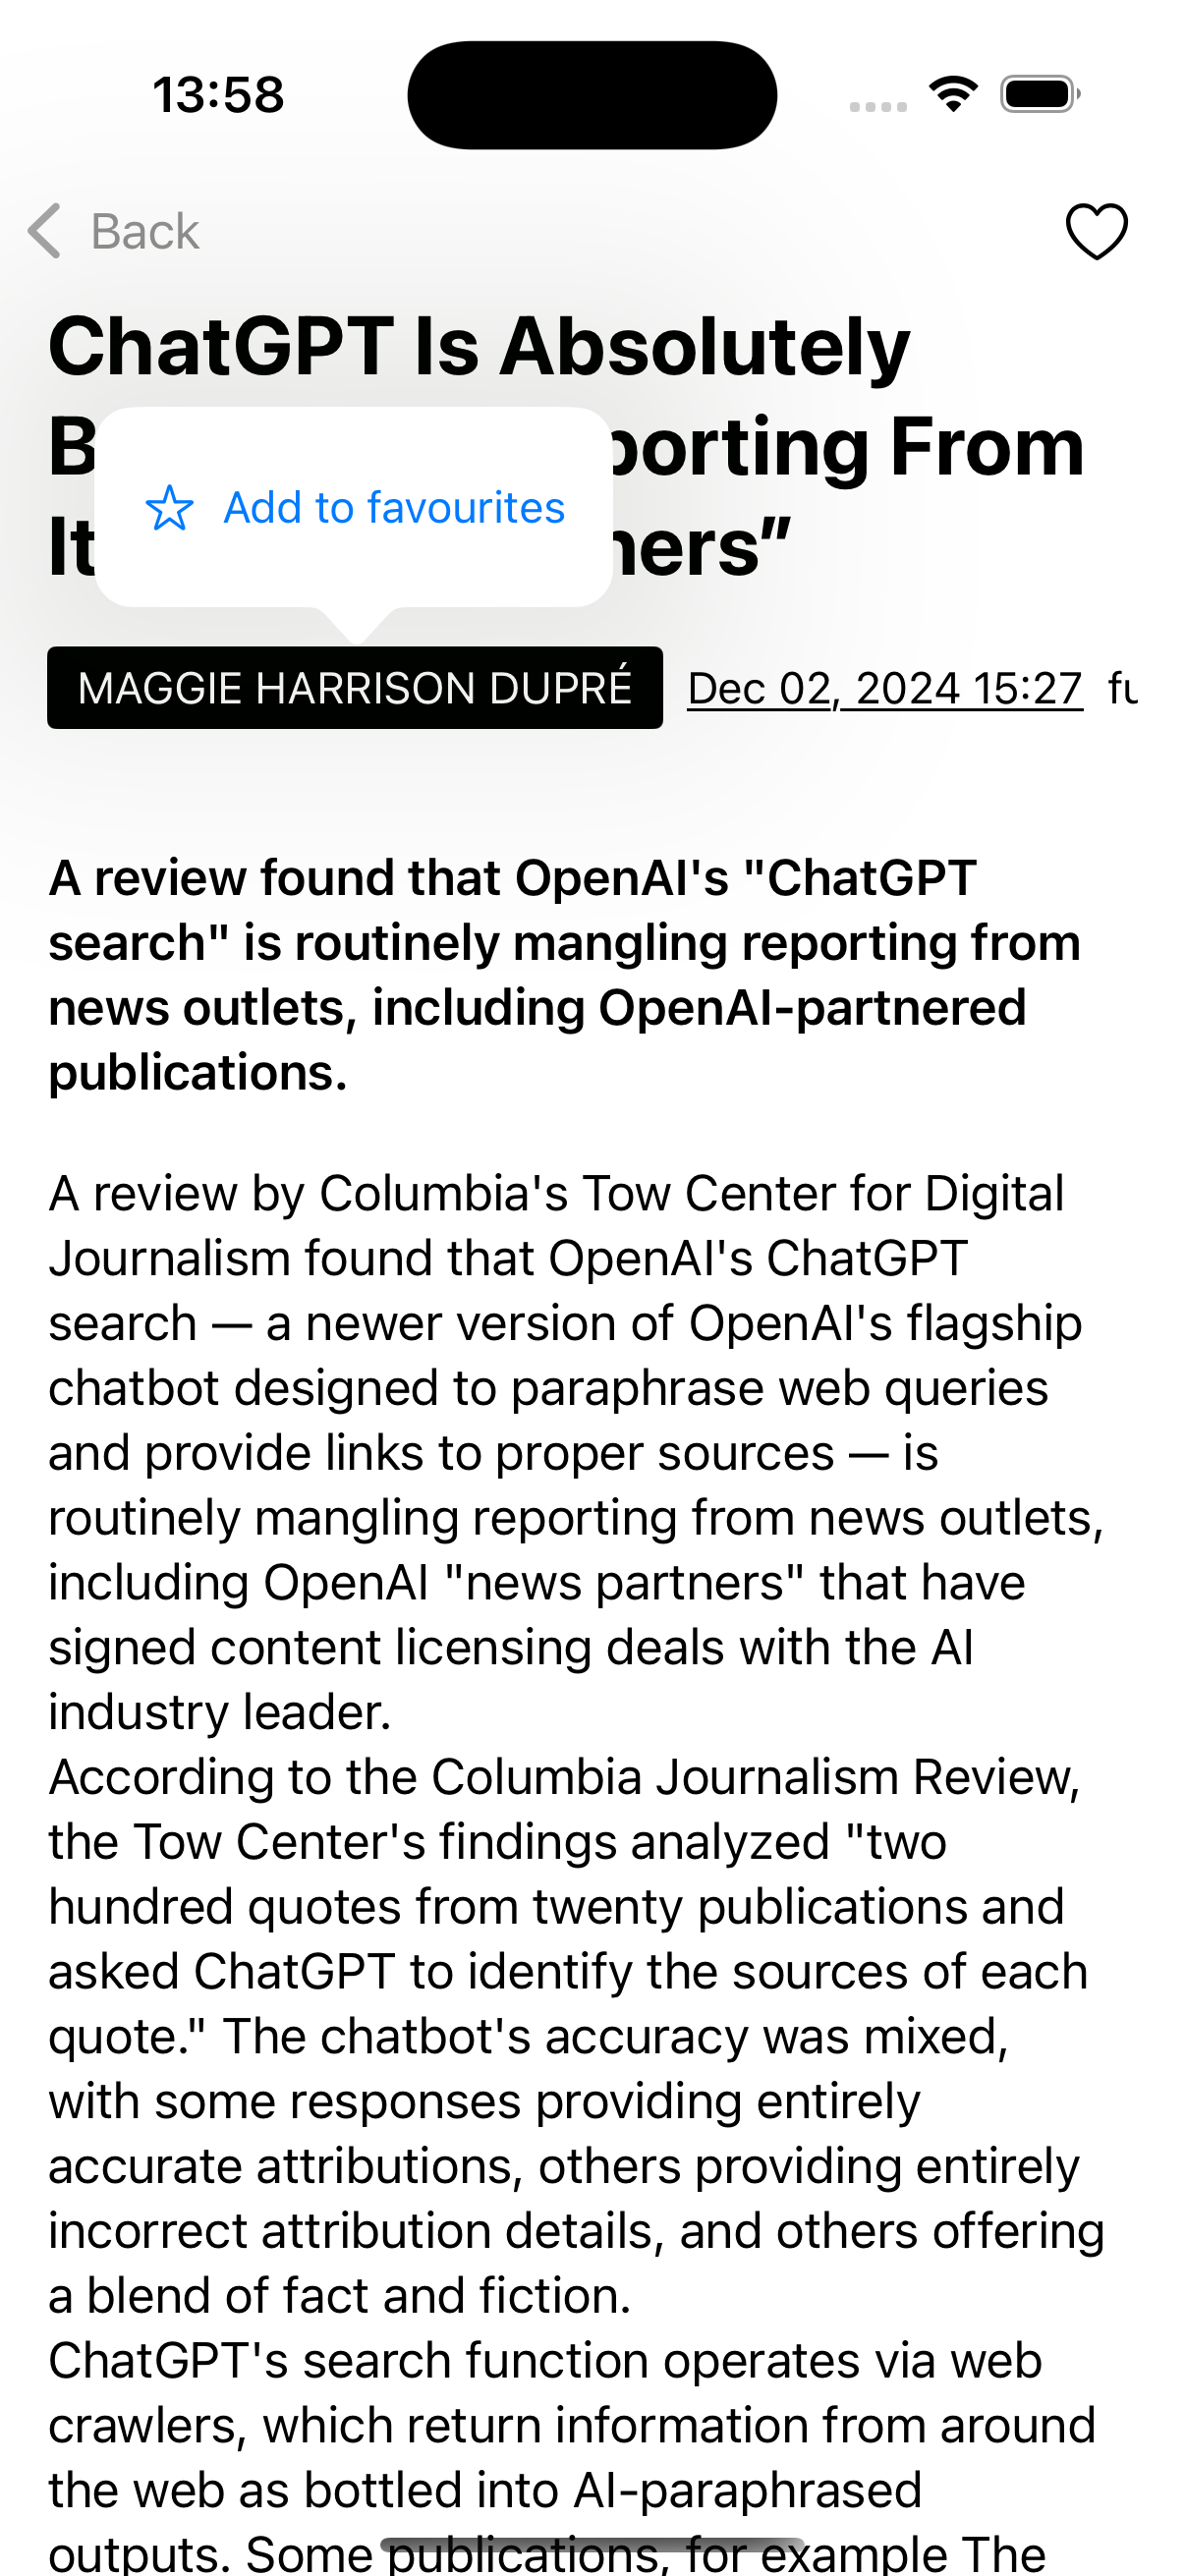 13:58
Back
ChatGPT Is Absolutely
porting From
It
ners”
Add to favourites
MAGGIE HARRISON DUPRÉ Dec 02, 2024 15:27
A review found that OpenAI's "ChatGPT
search" is routinely mangling reporting from
news outlets, including OpenAI-partnered
publications.
A review by Columbia's Tow Center for Digital
Journalism found that OpenAI's ChatGPT
search — a newer version of OpenAI's flagship
chatbot designed to paraphrase web queries
and provide links to proper sources — is
routinely mangling reporting from news outlets,
including OpenAI "news partners" that have
signed content licensing deals with the AI
industry leader.
According to the Columbia Journalism Review,
the Tow Center's findings analyzed "two
hundred quotes from twenty publications and
asked ChatGPT to identify the sources of each
quote." The chatbot's accuracy was mixed,
with some responses providing entirely
accurate attributions, others providing entirely
incorrect attribution details, and others offering
a blend of fact and fiction.
ChatGPT's search function operates via web
crawlers, which return information from around
the web as bottled into AI-paraphrased
outputs. Some publications, for example The